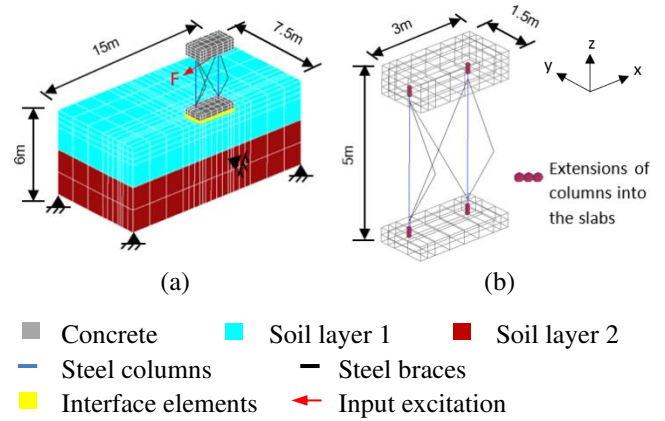 15m
7.5m
F
6m
(a)
3m
1.5m
z
y
x
5m
Extensions of
columns into
the slabs
(b)
Concrete
Soil layer 1
Soil layer 2
Steel columns
Steel braces
Interface elements
Input excitation